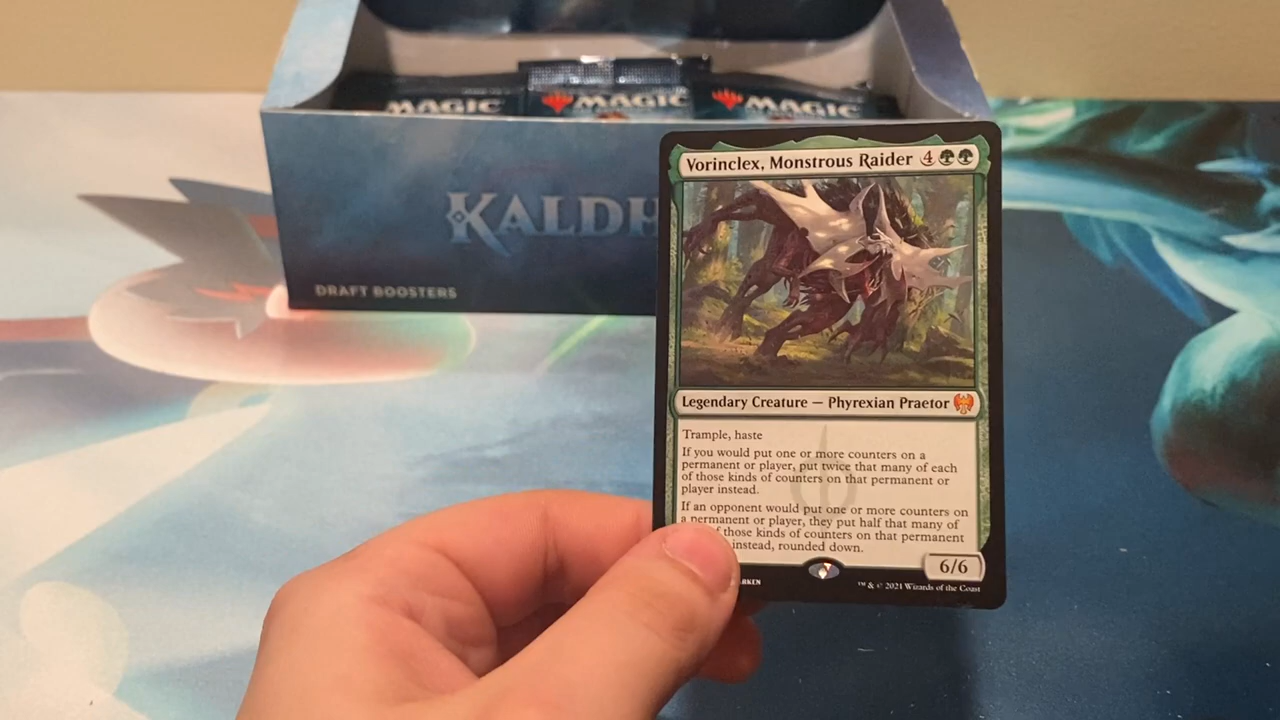 MAGIC
MAGIC
MAGIC
KALDH
DRAFT BOOSTERS
Vorinclex, Monstrous Raider 4
Legendary Creature — Phyrexian Praetor
Trample, haste
If you would put one or more counters on a
permanent or player, put twice that many of each
of those kinds of counters on that permanent or
player instead.
If an opponent would put one or more counters on
a permanent or player, they put half that many of
of those kinds of counters on that permanent
instead, rounded down.
6/6
™ & © 2021 Wizards of the Coast